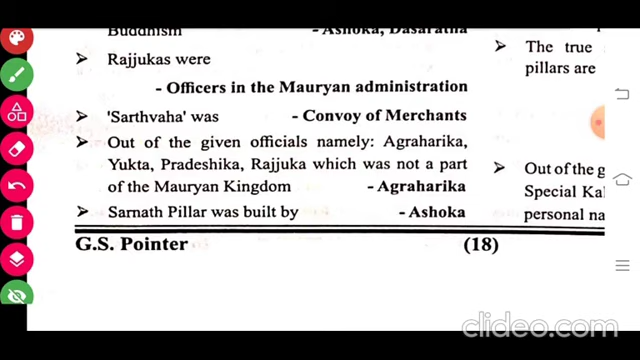 Buddhism - Ashoka, Dasaratha
➤ Rajjukas were
- Officers in the Mauryan administration
➤ 'Sarthvaha' was - Convoy of Merchants
➤ Out of the given officials namely: Agraharika,
Yukta, Pradeshika, Rajjuka which was not a part
of the Mauryan Kingdom - Agraharika
➤ Sarnath Pillar was built by - Ashoka
G.S. Pointer (18)
➤ The true
pillars are
➤ Out of the g
Special Kal
personal na
clideo.com